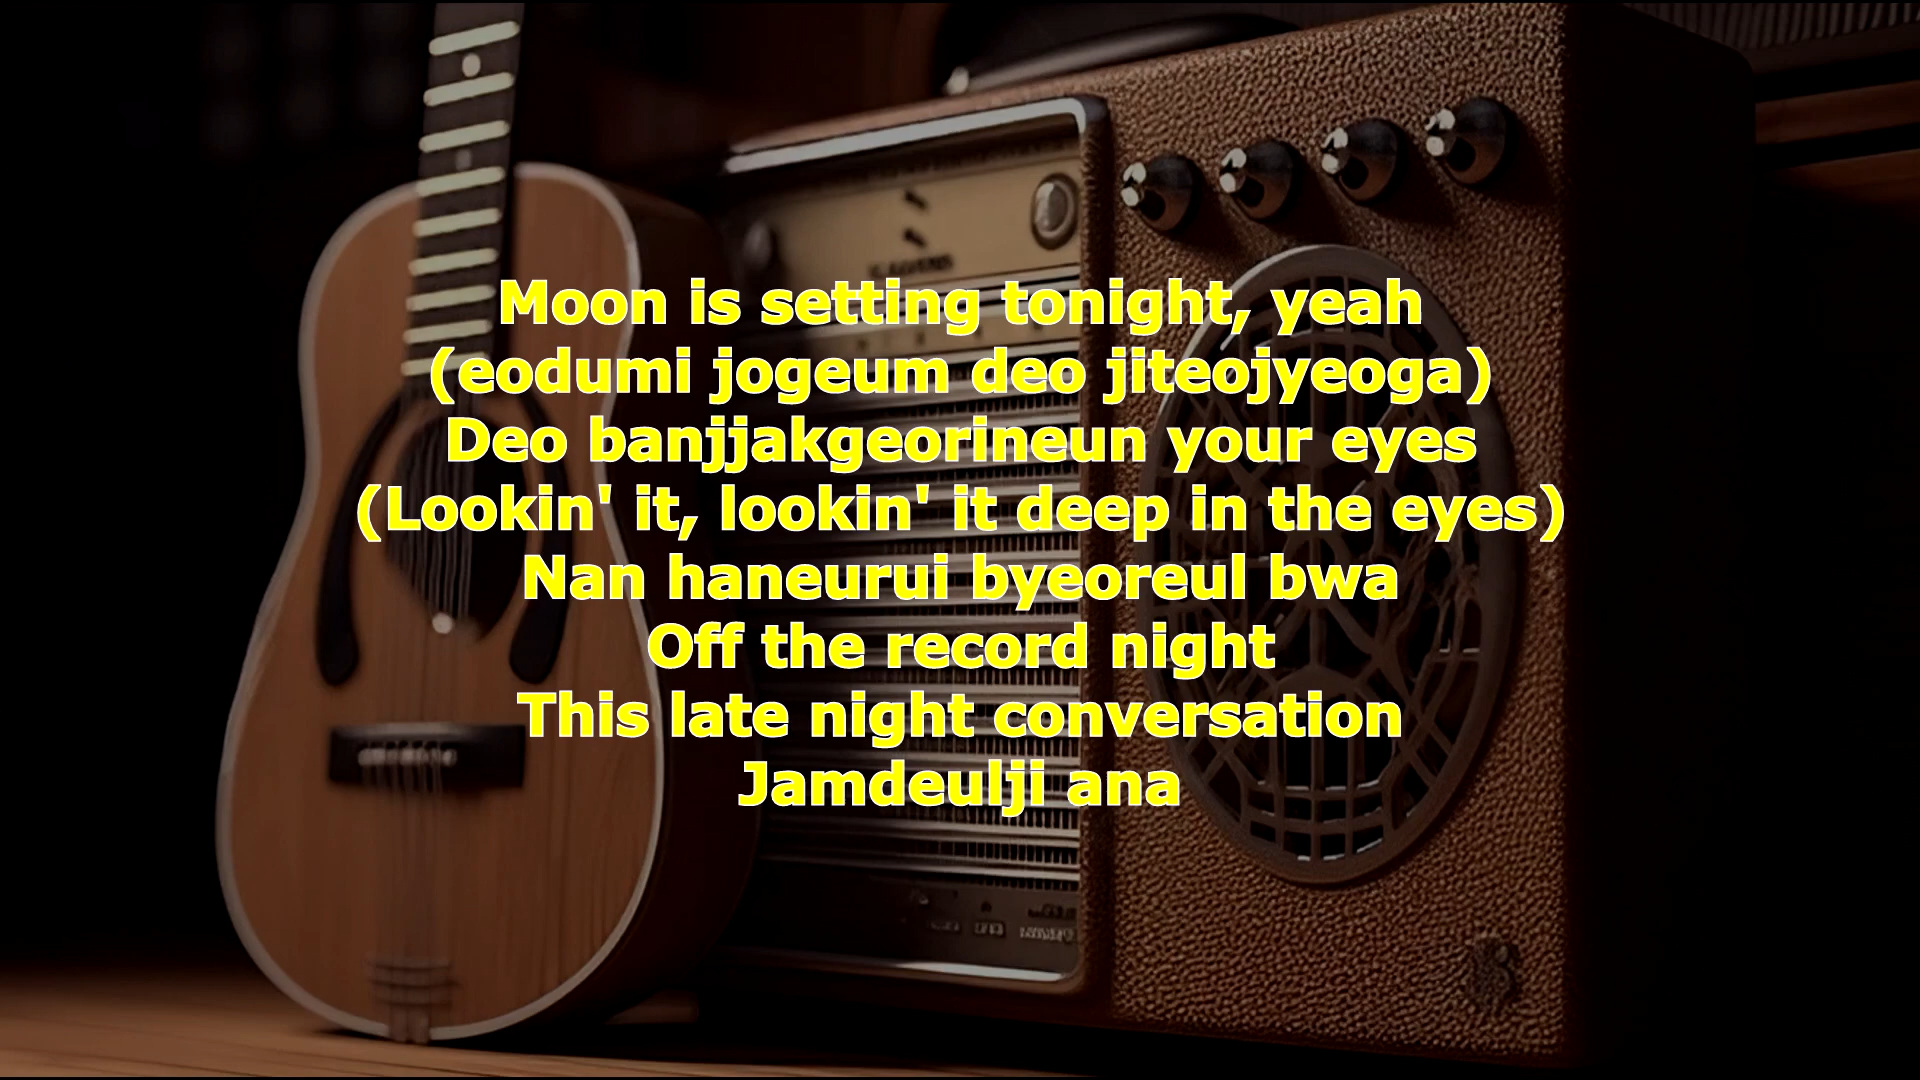 Moon is setting tonight, yeah
(eodumi jogeum deo jiteojyeoga)
Deo banjjakgeorineun your eyes
(Lookin' it, lookin' it deep in the eyes)
Nan haneurui byeoreul bwa
Off the record night
This late night conversation
Jamdeulji ana